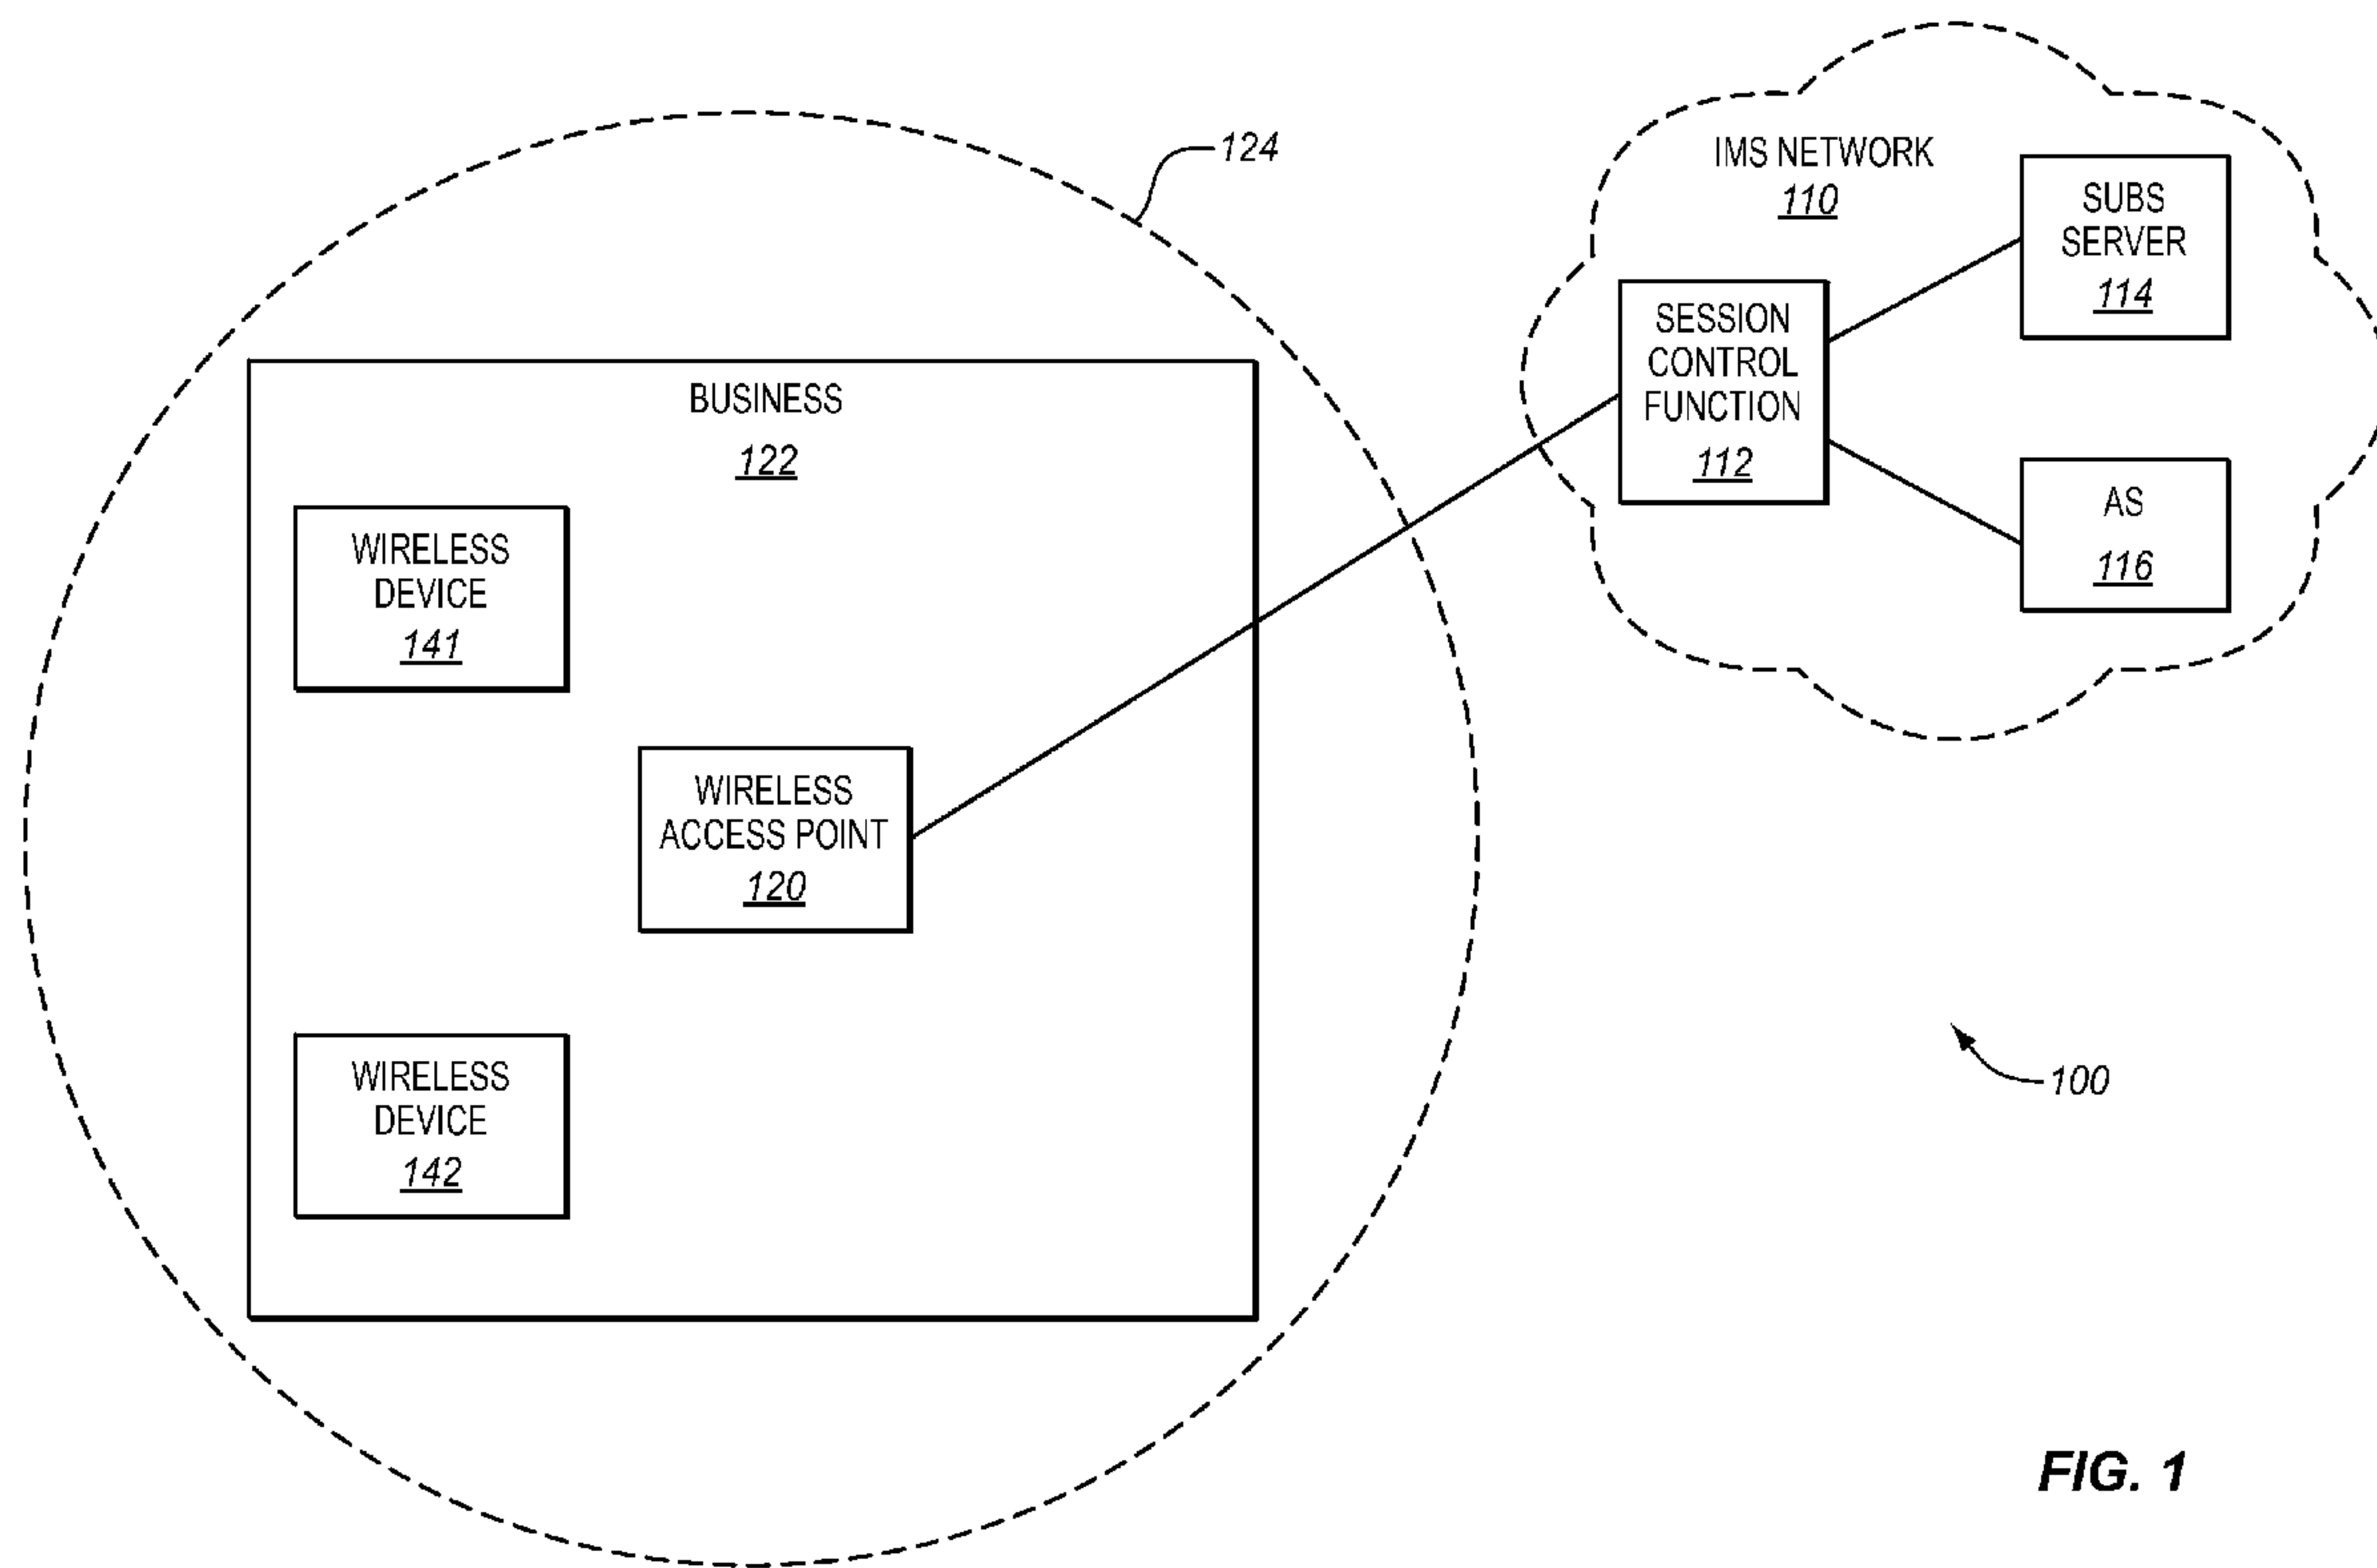 124
IMS NETWORK
110
SUBS
SERVER
114
SESSION
CONTROL
FUNCTION
112
AS
116
BUSINESS
122
WIRELESS
DEVICE
141
WIRELESS
ACCESS POINT
120
WIRELESS
DEVICE
142
100
FIG. 1